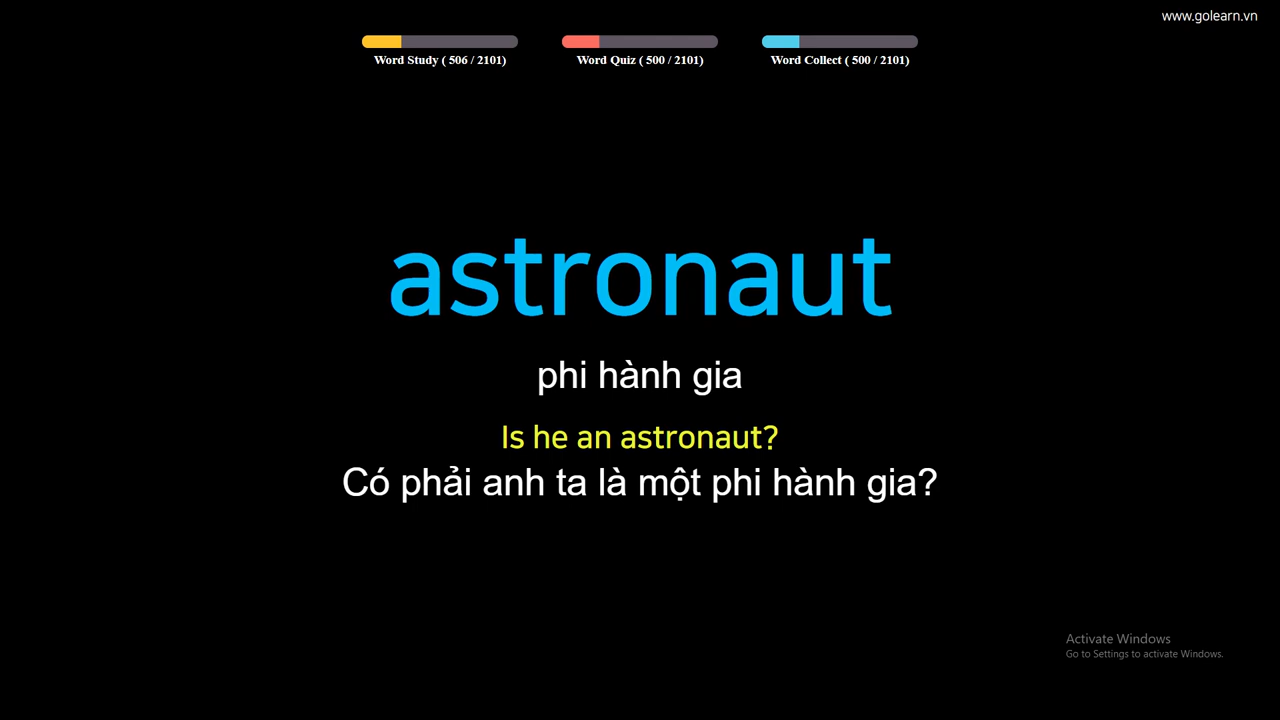 www.golearn.vn
Word Study ( 506 / 2101)
Word Quiz ( 500 / 2101)
Word Collect ( 500 / 2101)
astronaut
phi hành gia
Is he an astronaut?
Có phải anh ta là một phi hành gia?
Activate Windows
Go to Settings to activate Windows.